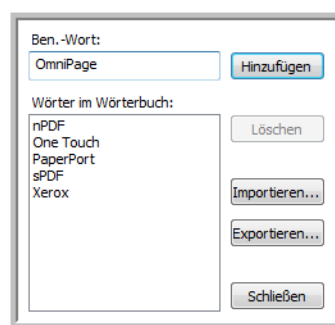 Ben.-Wort:
OmniPage
Hinzufügen
Wörter im Wörterbuch:
nPDF
One Touch
PaperPort
sPDF
Xerox
Löschen
Importieren...
Exportieren...
Schließen